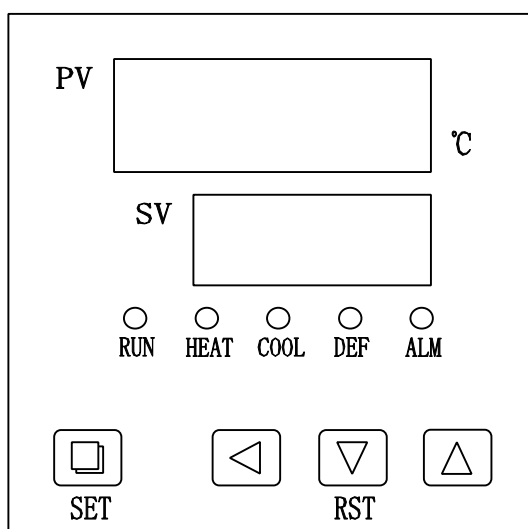 PV
℃
SV
RUN HEAT COOL DEF ALM
SET RST